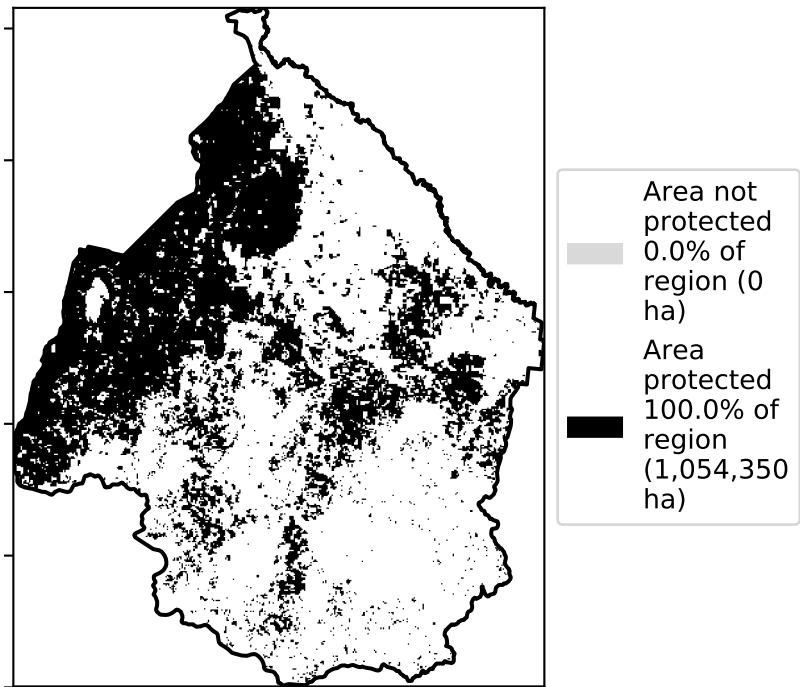 Area not
protected
0.0% of
region (0
ha)
Area
protected
100.0% of
region
(1,054,350
ha)